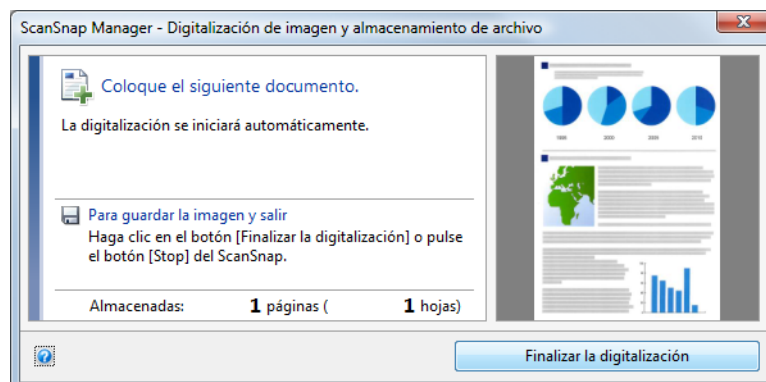 ScanSnap Manager - Digitalización de imagen y almacenamiento de archivo
Coloque el siguiente documento.
La digitalización se iniciará automáticamente.
Para guardar la imagen y salir
Haga clic en el botón [Finalizar la digitalización] o pulse
el botón [Stop] del ScanSnap.
Almacenadas: 1 páginas ( 1 hojas)
Finalizar la digitalización